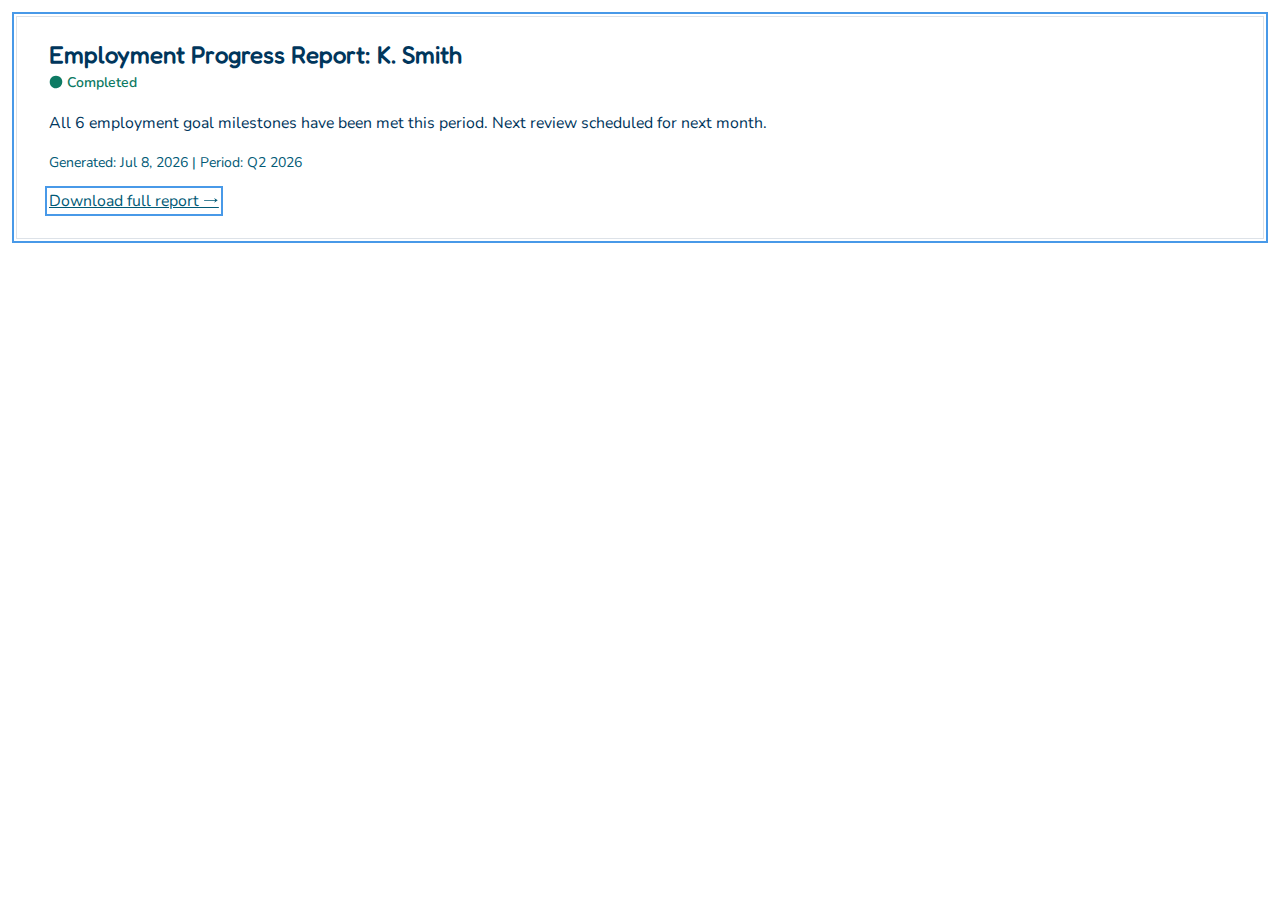 Employment Progress Report: K. Smith
Completed
All 6 employment goal milestones have been met this period. Next review scheduled for next month.
Generated: Jul 8, 2026 | Period: Q2 2026
Download full report →